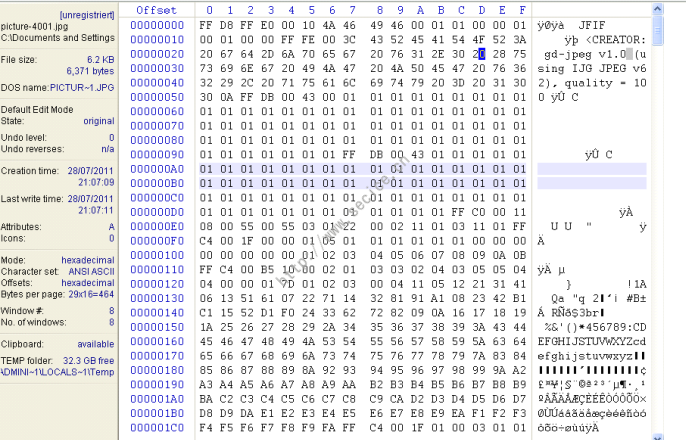 [unregistriert]
picture-4001.jpg
C:\Documents and Settings
File size: 6.2 KB
6,371 bytes
DOS name: PICTUR~1.JPG
Default Edit Mode
State: original
Undo level: 0
Undo reverses: n/a
Creation time: 28/07/2011
21:07:09
Last write time: 28/07/2011
21:07:11
Attributes: A
Icons: 0
Mode: hexadecimal
Character set: ANSI ASCII
Offsets: hexadecimal
Bytes per page: 29x16=464
Window #: 8
No. of windows: 8
Clipboard: available
TEMP folder: 32.3 GB free
\DMINI~1\LOCALS~1\Temp
Offset 0 1 2 3 4 5 6 7 8 9 A B C D E F
00000000 FF D8 FF E0 00 10 4A 46 49 46 00 01 01 00 00 01 ÿØÿà JFIF
00000010 00 01 00 00 FF FE 00 3C 43 52 45 41 54 4F 52 3A ÿþ <CREATOR:
00000020 20 67 64 2D 6A 70 65 67 20 76 31 2E 30 20 28 75 gd-jpeg v1.0 (u
00000030 73 69 6E 67 20 49 4A 47 20 4A 50 45 47 20 76 36 sing IJG JPEG v6
00000040 32 29 2C 20 71 75 61 6C 69 74 79 20 3D 20 31 30 2), quality = 10
00000050 30 0A FF DB 00 43 00 01 01 01 01 01 01 01 01 01 0 ÿÛ C
00000060 01 01 01 01 01 01 01 01 01 01 01 01 01 01 01 01
00000070 01 01 01 01 01 01 01 01 01 01 01 01 01 01 01 01
00000080 01 01 01 01 01 01 01 01 01 01 01 01 01 01 01 01
00000090 01 01 01 01 01 01 01 FF DB 00 43 01 01 01 01 01 ÿÛ C
000000A0 01 01 01 01 01 01 01 01 01 01 01 01 01 01 01 01
000000B0 01 01 01 01 01 01 01 01 01 01 01 01 01 01 01 01
000000C0 01 01 01 01 01 01 01 01 01 01 01 01 01 01 01 01
000000D0 01 01 01 01 01 01 01 01 01 01 01 01 FF C0 00 11 ÿÀ
000000E0 08 00 55 00 55 03 01 22 00 02 11 01 03 11 01 FF U U " ÿ
000000F0 C4 00 1F 00 00 01 05 01 01 01 01 01 01 00 00 00 Ä
00000100 00 00 00 00 00 01 02 03 04 05 06 07 08 09 0A 0B
00000110 FF C4 00 B5 10 00 02 01 03 03 02 04 03 05 05 04 ÿÄ µ
00000120 04 00 00 01 7D 01 02 03 00 04 11 05 12 21 31 41 } !1A
00000130 06 13 51 61 07 22 71 14 32 81 91 A1 08 23 42 B1 Qa "q 2 #B±
00000140 C1 15 52 D1 F0 24 33 62 72 82 09 0A 16 17 18 19 Á RÑð$3br
00000150 1A 25 26 27 28 29 2A 34 35 36 37 38 39 3A 43 44 %&'()*456789:CD
00000160 45 46 47 48 49 4A 53 54 55 56 57 58 59 5A 63 64 EFGHIJSTUVWXYZcd
00000170 65 66 67 68 69 6A 73 74 75 76 77 78 79 7A 83 84 efghijstuvwxyz
00000180 85 86 87 88 89 8A 92 93 94 95 96 97 98 99 9A A2
00000190 A3 A4 A5 A6 A7 A8 A9 AA B2 B3 B4 B5 B6 B7 B8 B9
000001A0 BA C2 C3 C4 C5 C6 C7 C8 C9 CA D2 D3 D4 D5 D6 D7 ºÂÃÄÅÆÇÈÉÊÒÓÔÕÖ×
000001B0 D8 D9 DA E1 E2 E3 E4 E5 E6 E7 E8 E9 EA F1 F2 F3 ØÙÚáâãäåæçèéêñòó
000001C0 F4 F5 F6 F7 F8 F9 FA FF C4 00 1F 01 00 03 01 01 ôõö÷øùúÿÄ